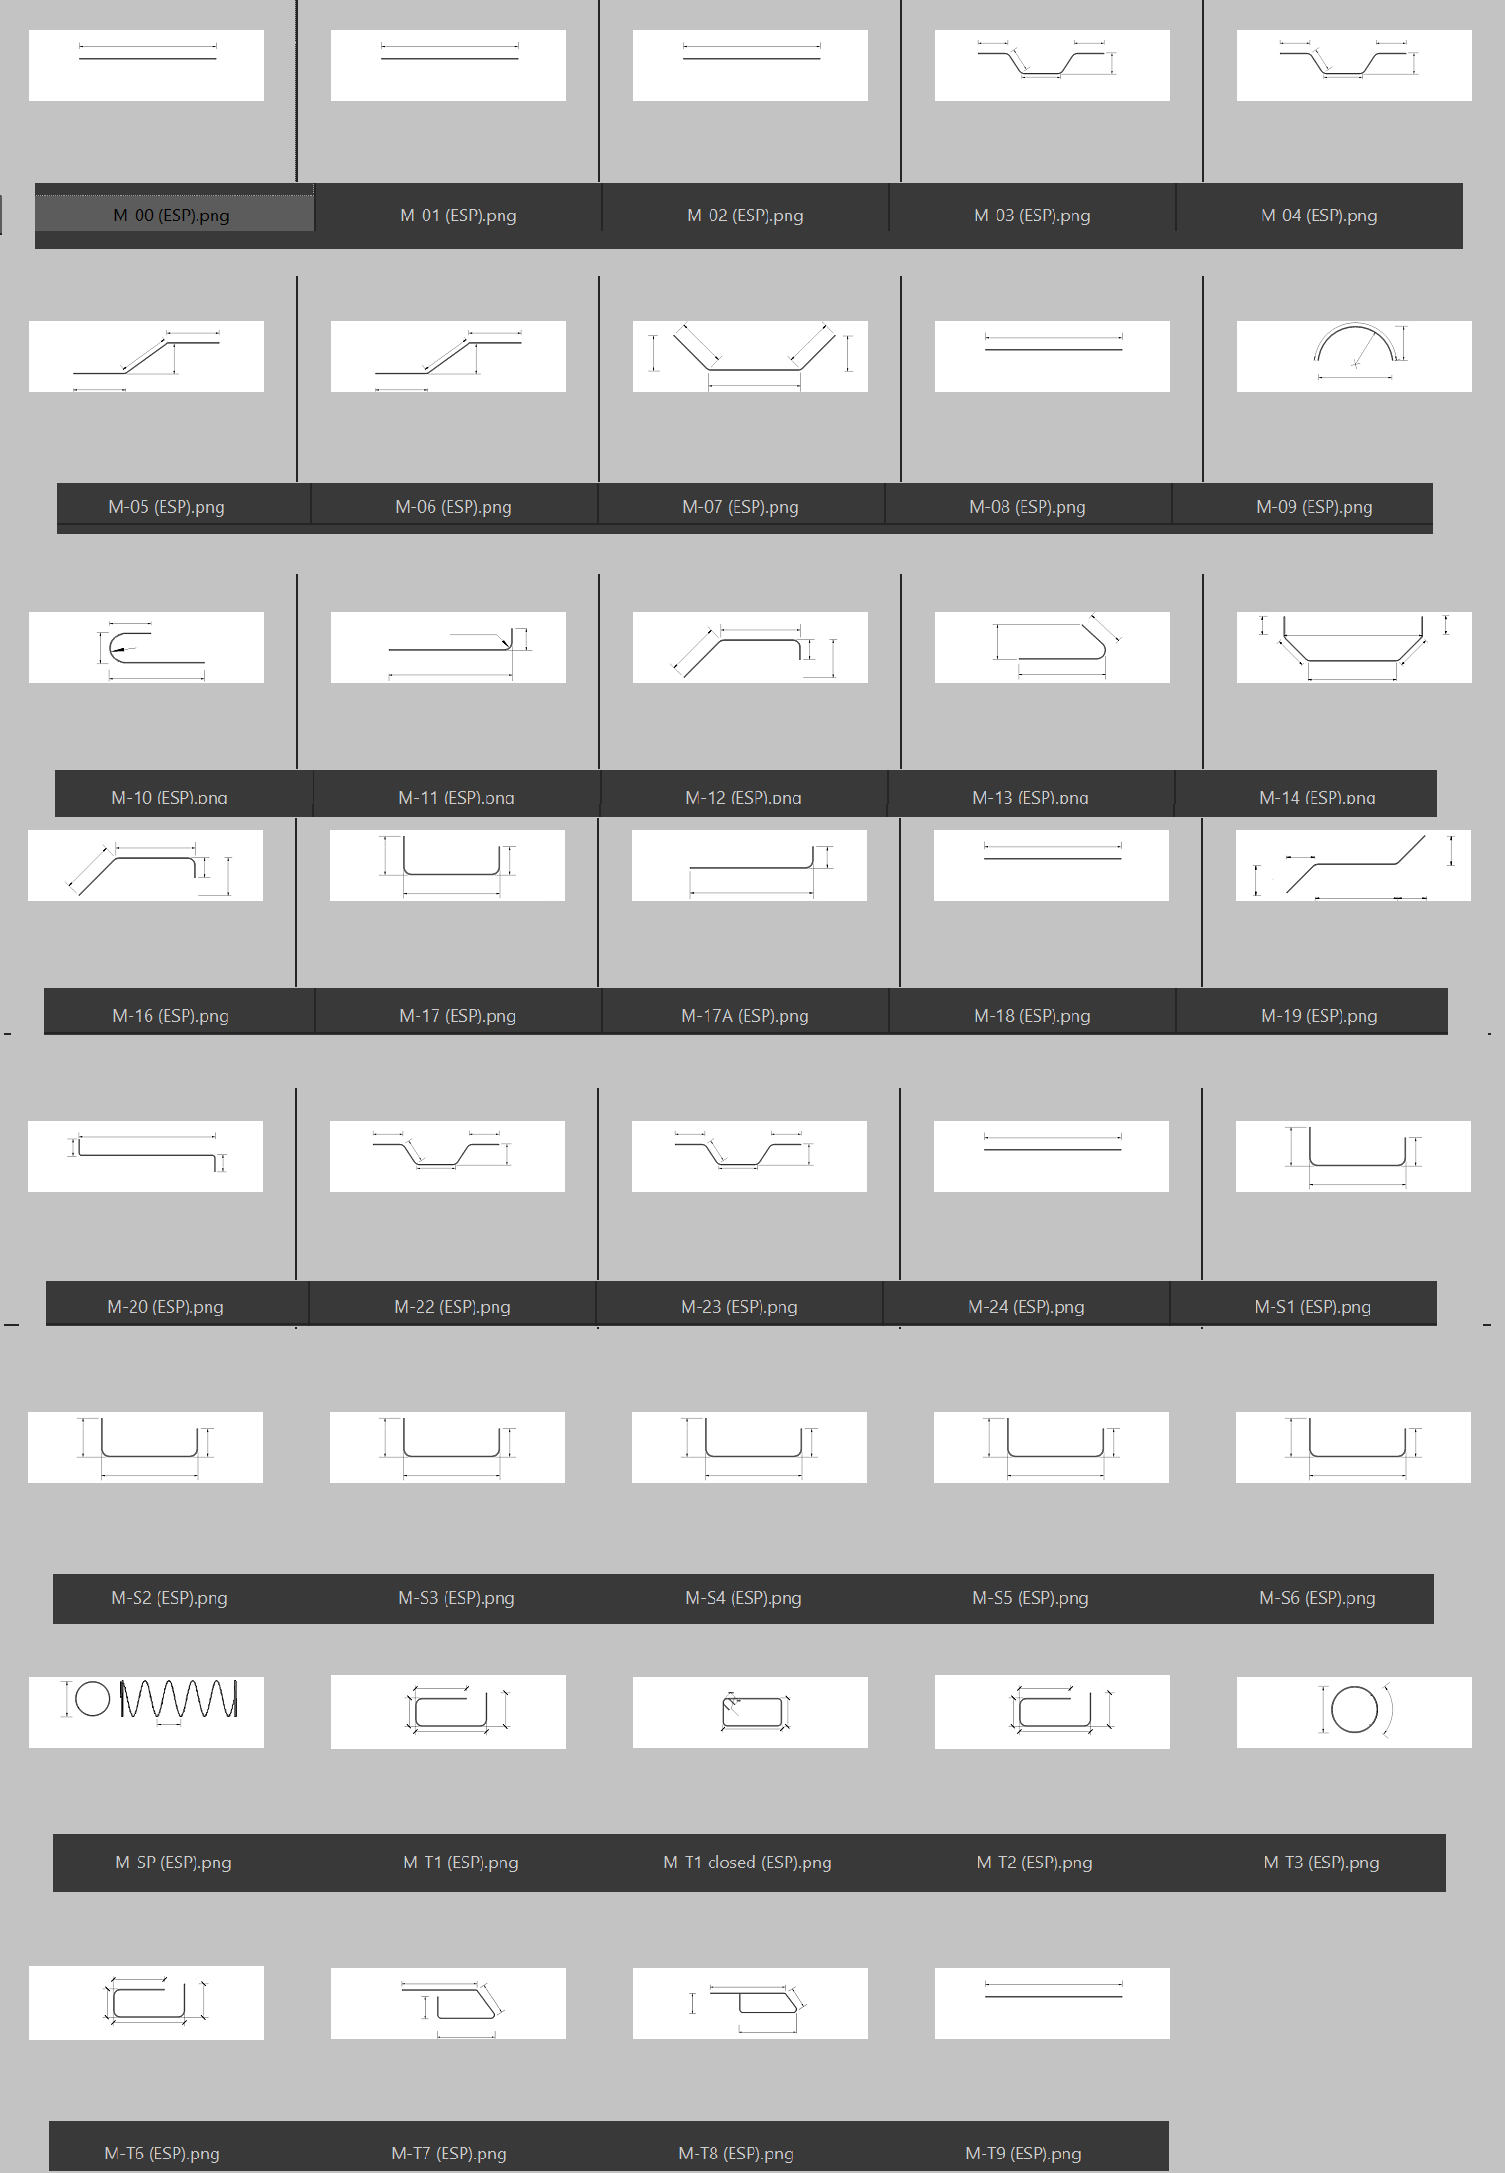 M-00 (ESP).png
M-01 (ESP).png
M-02 (ESP).png
M-03 (ESP).png
M-04 (ESP).png
M-05 (ESP).png
M-06 (ESP).png
M-07 (ESP).png
M-08 (ESP).png
M-09 (ESP).png
M-10 (ESP).png
M-11 (ESP).png
M-12 (ESP).png
M-13 (ESP).png
M-14 (ESP).png
M-16 (ESP).png
M-17 (ESP).png
M-17A (ESP).png
M-18 (ESP).png
M-19 (ESP).png
M-20 (ESP).png
M-22 (ESP).png
M-23 (ESP).png
M-24 (ESP).png
M-S1 (ESP).png
M-S2 (ESP).png
M-S3 (ESP).png
M-S4 (ESP).png
M-S5 (ESP).png
M-S6 (ESP).png
M-SP (ESP).png
M-T1 (ESP).png
M-T1 closed (ESP).png
M-T2 (ESP).png
M-T3 (ESP).png
M-T6 (ESP).png
M-T7 (ESP).png
M-T8 (ESP).png
M-T9 (ESP).png